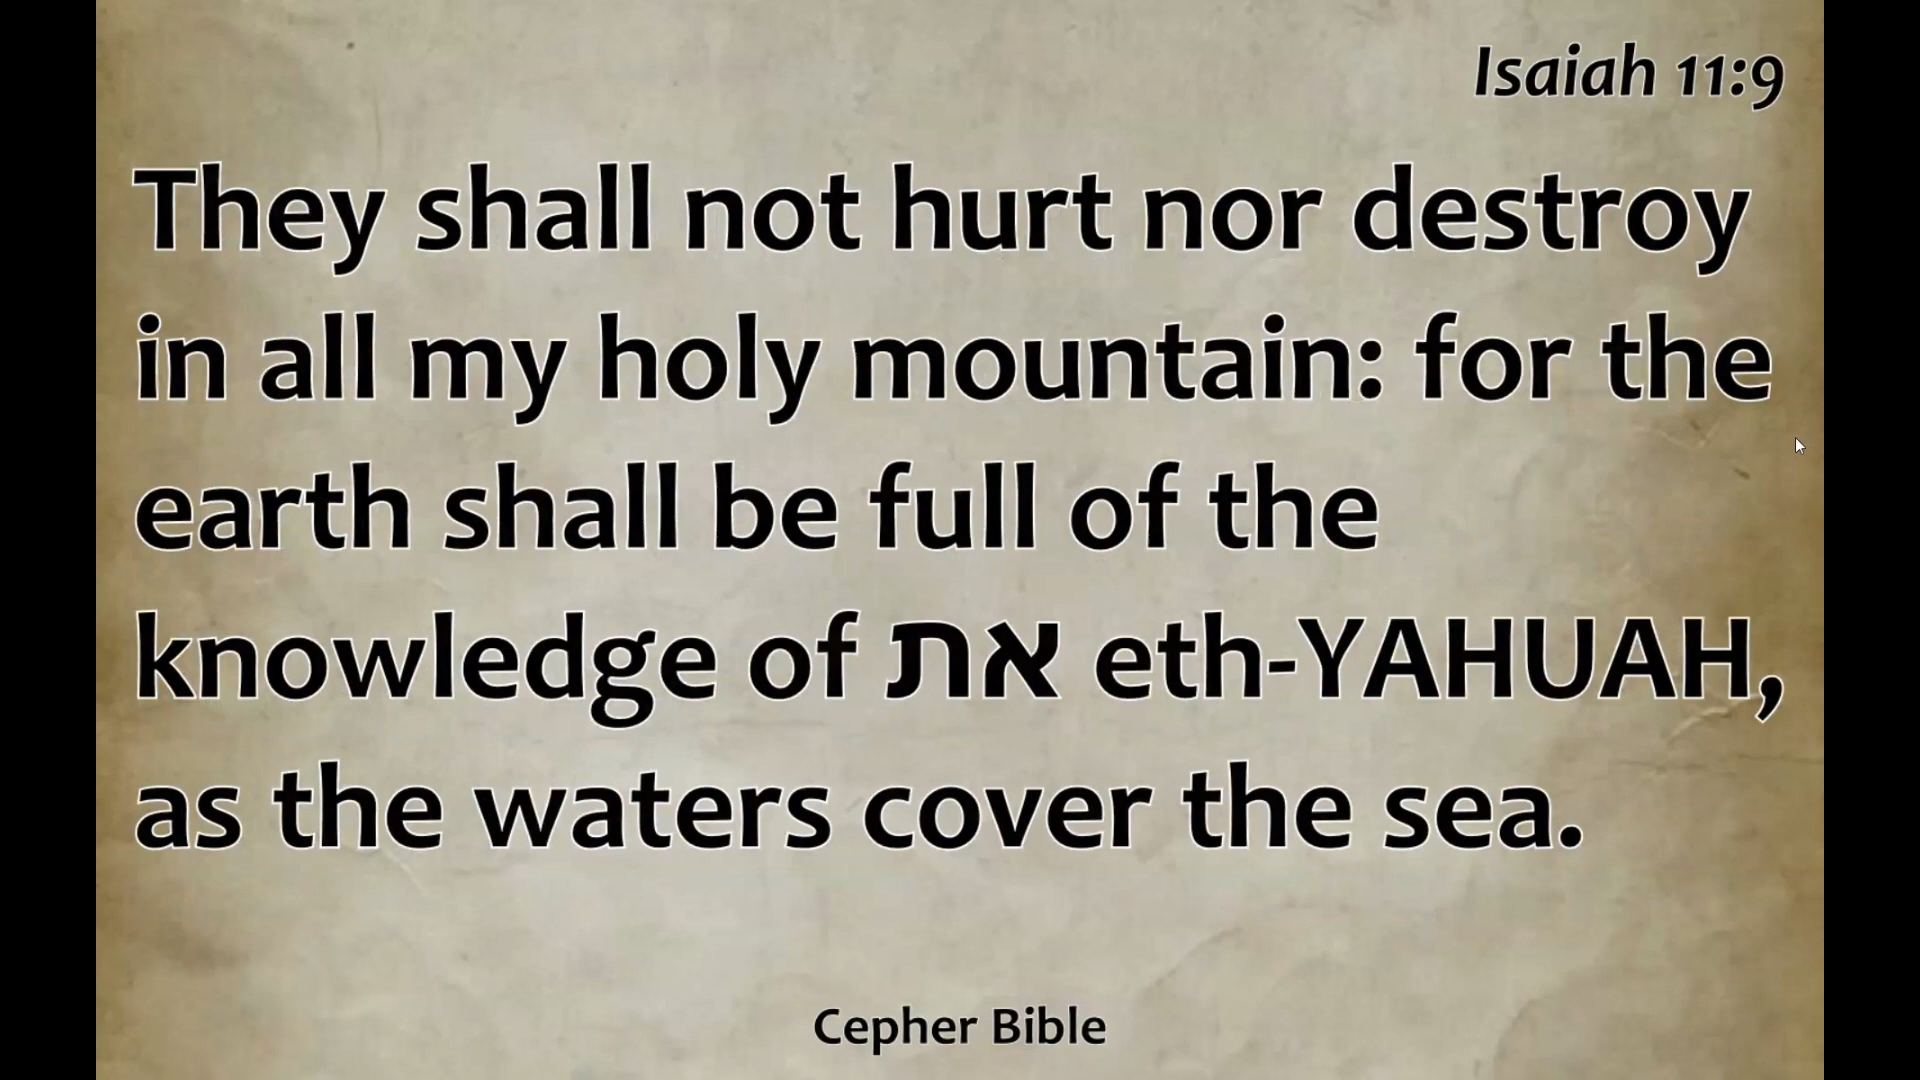 Isaiah 11:9
They shall not hurt nor destroy
in all my holy mountain: for the
earth shall be full of the
knowledge of את eth-YAHUAH,
as the waters cover the sea.
Cepher Bible